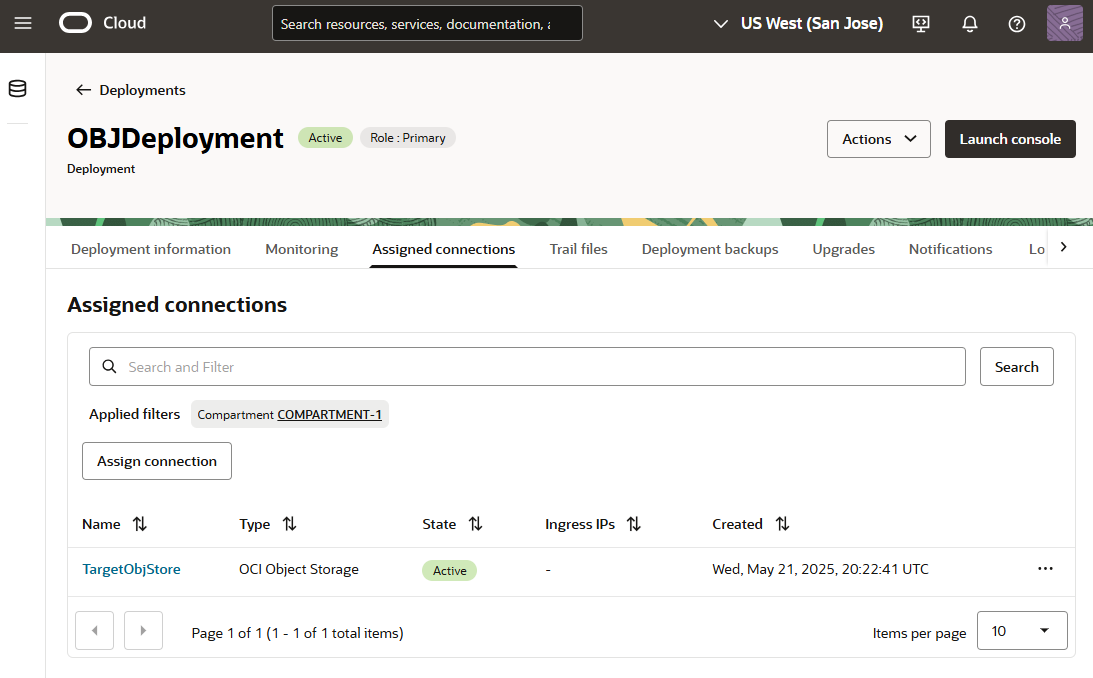 Cloud
Search resources, services, documentation, a
US West (San Jose)
Deployments
OBJDeployment Active Role : Primary
Deployment
Actions
Launch console
Deployment information Monitoring Assigned connections Trail files Deployment backups Upgrades Notifications Lo
Assigned connections
Search and Filter
Search
Applied filters Compartment COMPARTMENT-1
Assign connection
Name Type State Ingress IPs Created
TargetObjStore OCI Object Storage Active - Wed, May 21, 2025, 20:22:41 UTC
Page 1 of 1 (1 - 1 of 1 total items) Items per page 10